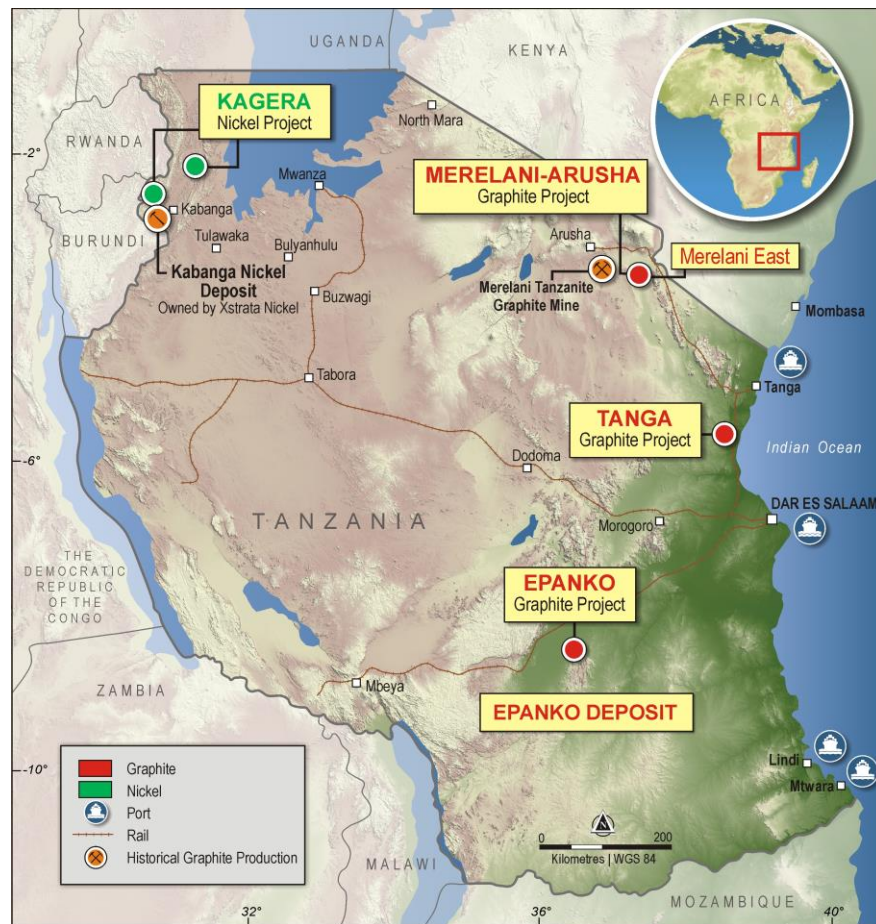 UGANDA
KENYA
AFRICA
KAGERA
Nickel Project
North Mara
RWANDA
-2°
Mwanza
MERELANI-ARUSHA
Graphite Project
Kabanga
BURUNDI
Tulawaka
Bulyanhulu
Arusha
Merelani East
Kabanga Nickel
Deposit
Owned by Xstrata Nickel
Merelani Tanzanite
Graphite Mine
Buzwagi
Mombasa
Tabora
Tanga
TANGA
Graphite Project
Indian Ocean
-6°
Dodoma
DAR ES SALAAM
TANZANIA
Morogoro
THE
DEMOCRATIC
REPUBLIC
OF THE
CONGO
EPANKO
Graphite Project
ZAMBIA
Mbeya
EPANKO DEPOSIT
-10°
Lindi
Mtwara
Graphite
Nickel
Port
Rail
Historical Graphite Production
0
200
Kilometres | WGS 84
MALAWI
MOZAMBIQUE
32°
36°
40°